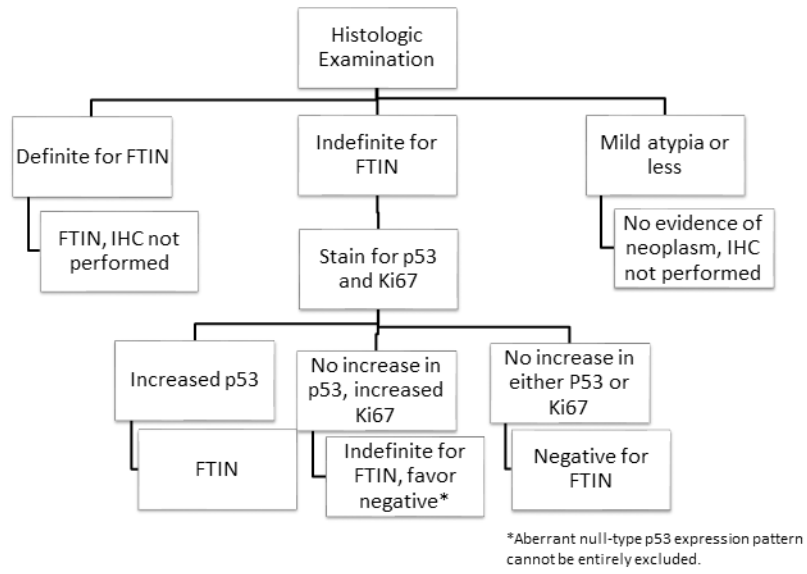 Histologic
Examination
Definite for FTIN
Indefinite for
FTIN
Mild atypia or
less
FTIN, IHC not
performed
No evidence of
neoplasm, IHC
not performed
Stain for p53
and Ki67
Increased p53
No increase in
p53, increased
Ki67
No increase in
either P53 or
Ki67
FTIN
Indefinite for
FTIN, favor
negative*
Negative for
FTIN
*Aberrant null-type p53 expression pattern
cannot be entirely excluded.